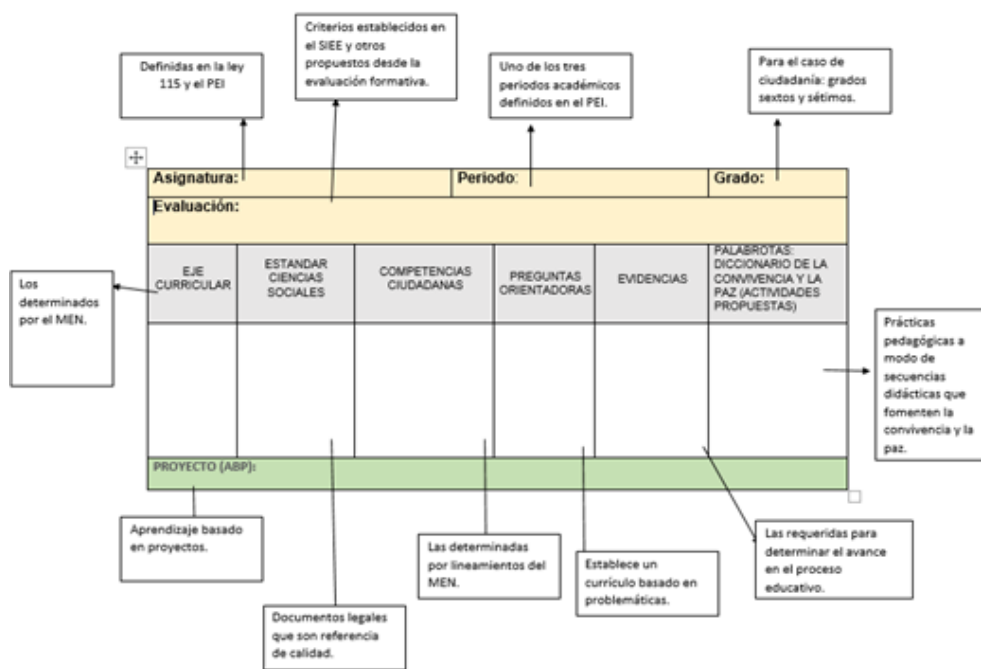 Criterios establecidos en
el SIEE y otros
propuestos desde la
evaluación formativa.
Definidas en la ley
115 y el PEI
Uno de los tres
periodos académicos
definidos en el PEI.
Para el caso de
ciudadanía: grados
sextos y sétimos.
Asignatura:
Periodo:
Grado:
Evaluación:
Los
determinados
por el MEN.
EJE
CURRICULAR
ESTANDAR
CIENCIAS
SOCIALES
COMPETENCIAS
CIUDADANAS
PREGUNTAS
ORIENTADORAS
EVIDENCIAS
PALABROTAS:
DICCIONARIO DE LA
CONVIVENCIA Y LA
PAZ (ACTIVIDADES
PROPUESTAS)
Prácticas
pedagógicas a
modo de
secuencias
didácticas que
fomenten la
convivencia y la
paz.
PROYECTO (ABP):
Aprendizaje basado
en proyectos.
Documentos legales
que son referencia
de calidad.
Las determinadas
por lineamientos del
MEN.
Establece un
currículo basado en
problemáticas.
Las requeridas para
determinar el avance
en el proceso
educativo.